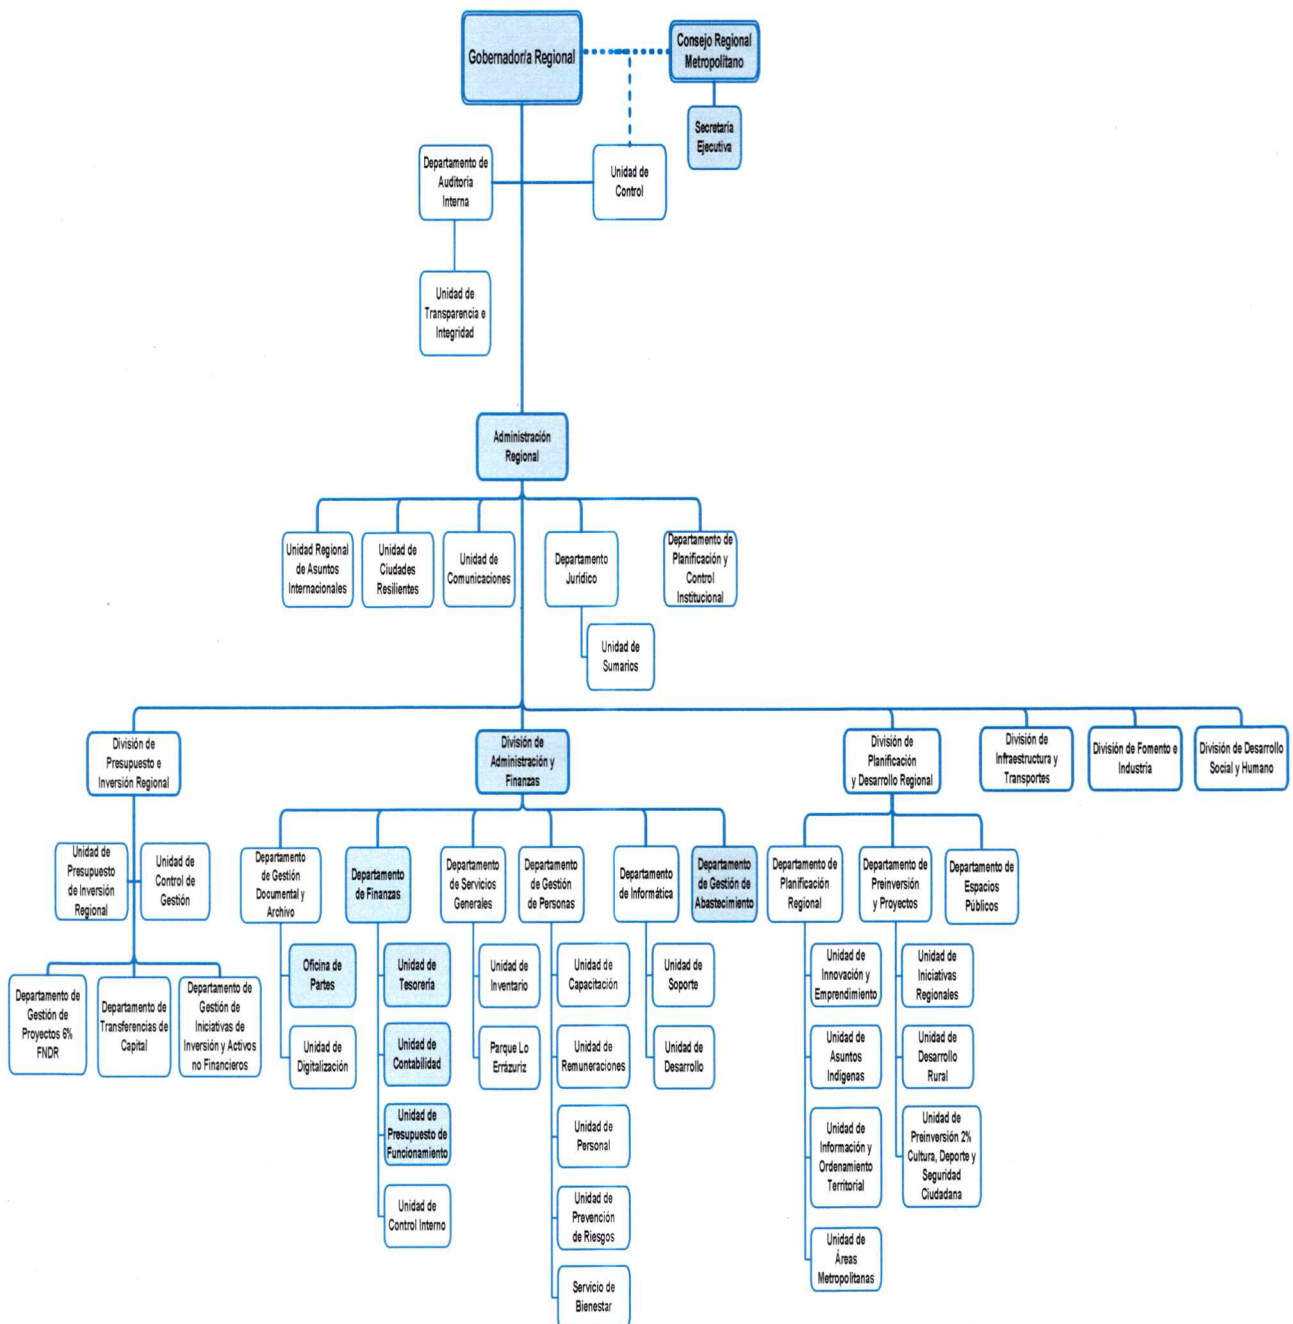 Gobernador/a Regional
Consejo Regional
Metropolitano
Secretaría
Ejecutiva
Departamento de
Auditoría
Interna
Unidad de
Control
Unidad de
Transparencia e
Integridad
Administración
Regional
Unidad Regional
de Asuntos
Internacionales
Unidad de
Ciudades
Resilientes
Unidad de
Comunicaciones
Departamento
Jurídico
Departamento de
Planificación y
Control
Institucional
Unidad de
Sumarios
División de
Presupuesto e
Inversión Regional
División de
Administración y
Finanzas
División de
Planificación
y Desarrollo Regional
División de
Infraestructura y
Transportes
División de Fomento e
Industria
División de Desarrollo
Social y Humano
Unidad de
Presupuesto
de Inversión
Regional
Unidad de
Control de
Gestión
Departamento de
Gestión de
Proyectos 6%
FNDR
Departamento de
Transferencias de
Capital
Departamento de
Gestión de
Iniciativas de
Inversión y Activos
no Financieros
Departamento
de Gestión
Documental y
Archivo
Departamento
de Finanzas
Departamento
de Servicios
Generales
Departamento
de Gestión
de Personas
Departamento
de Informática
Departamento
de Gestión de
Abastecimiento
Departamento de
Planificación
Regional
Departamento de
Preinversión
y Proyectos
Departamento de
Espacios
Públicos
Oficina de
Partes
Unidad de
Digitalización
Unidad de
Tesorería
Unidad de
Contabilidad
Unidad de
Presupuesto de
Funcionamiento
Unidad de
Control Interno
Unidad de
Inventario
Parque Lo
Errázuriz
Unidad de
Capacitación
Unidad de
Remuneraciones
Unidad de
Personal
Unidad de
Prevención
de Riesgos
Servicio de
Bienestar
Unidad de
Soporte
Unidad de
Desarrollo
Unidad de
Innovación y
Emprendimiento
Unidad de
Asuntos
Indígenas
Unidad de
Información y
Ordenamiento
Territorial
Unidad de
Áreas
Metropolitanas
Unidad de
Iniciativas
Regionales
Unidad de
Desarrollo
Rural
Unidad de
Preinversión 2%
Cultura, Deporte y
Seguridad
Ciudadana